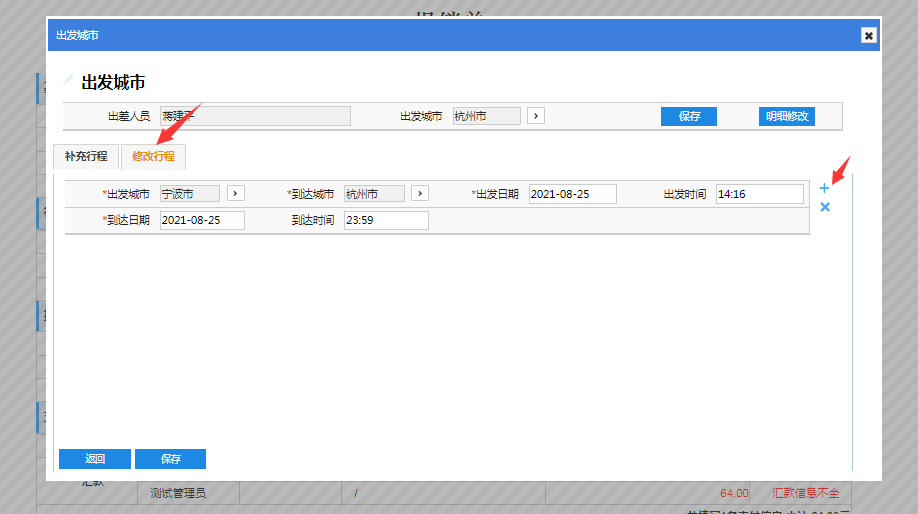 出发城市
出发城市
出差人员 蒋建平 出发城市 杭州市 保存 明细修改
补充行程 修改行程
*出发城市 宁波市 *到达城市 杭州市 *出发日期 2021-08-25 出发时间 14:16
*到达日期 2021-08-25 到达时间 23:59
返回 保存
汇款
测试管理员 / 64.00 汇款信息不全